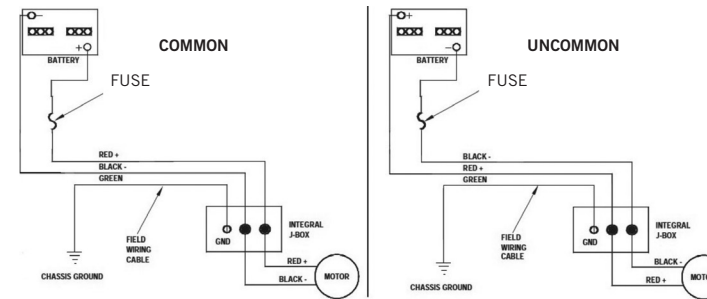 COMMON
BATTERY
FUSE
RED +
BLACK -
GREEN
FIELD
WIRING
CABLE
GND
INTEGRAL
J-BOX
CHASSIS GROUND
RED +
BLACK -
MOTOR
UNCOMMON
BATTERY
FUSE
BLACK -
RED +
GREEN
FIELD
WIRING
CABLE
GND
INTEGRAL
J-BOX
CHASSIS GROUND
BLACK -
RED +
MOTO